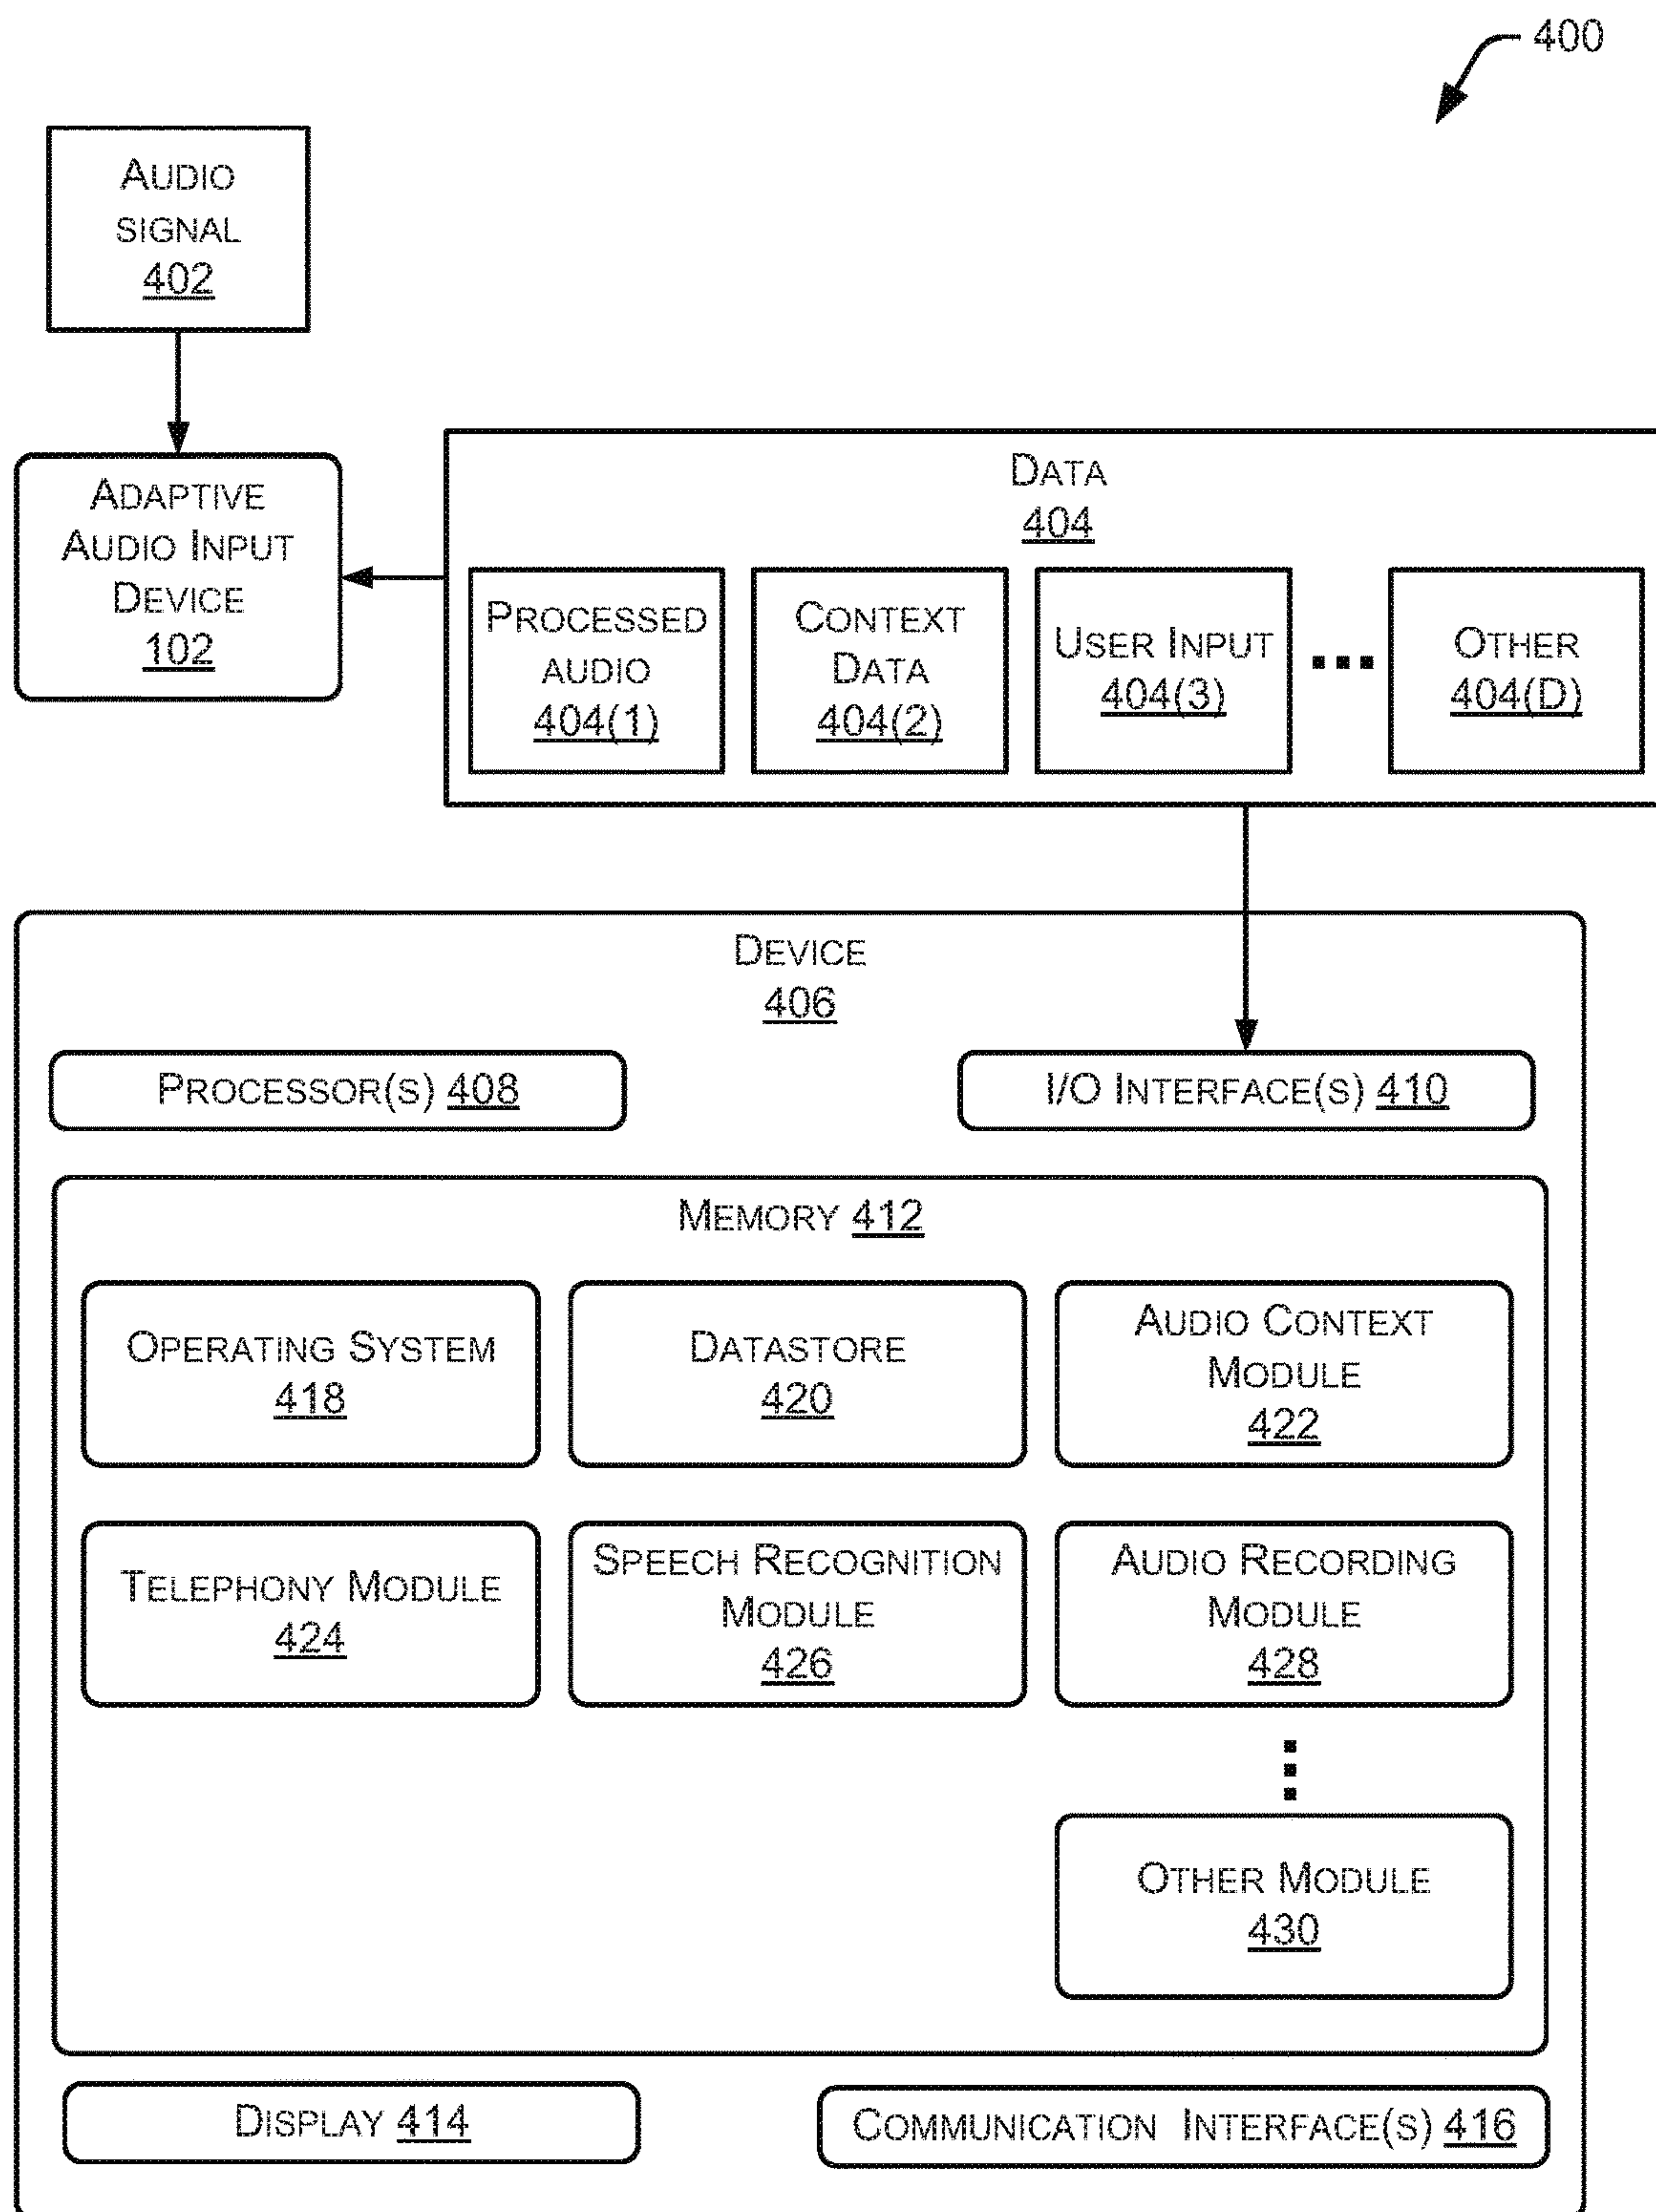 400
AUDIO
SIGNAL
402
ADAPTIVE
AUDIO INPUT
DEVICE
102
DATA
404
PROCESSED
AUDIO
404(1)
CONTEXT
DATA
404(2)
USER INPUT
404(3)
OTHER
404(D)
DEVICE
406
PROCESSOR(S) 408
I/O INTERFACE(S) 410
MEMORY 412
OPERATING SYSTEM
418
DATASTORE
420
AUDIO CONTEXT
MODULE
422
TELEPHONY MODULE
424
SPEECH RECOGNITION
MODULE
426
AUDIO RECORDING
MODULE
428
OTHER MODULE
430
DISPLAY 414
COMMUNICATION INTERFACE(S) 416